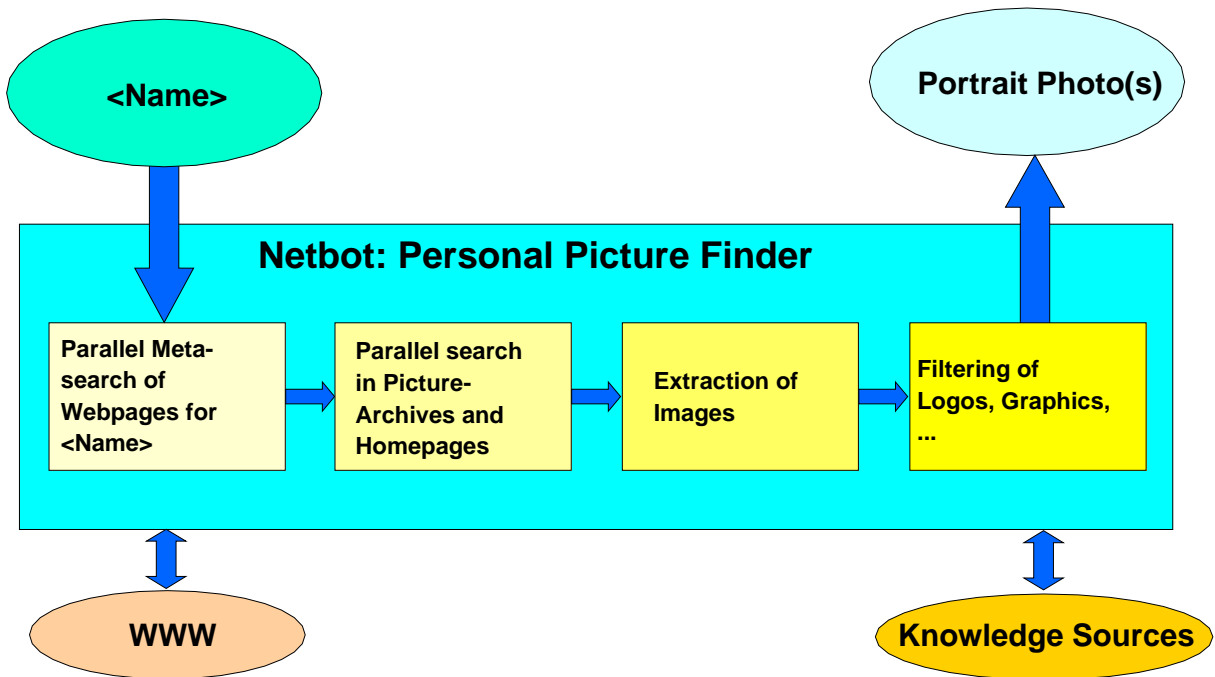 <Name>
Portrait Photo(s)
Netbot: Personal Picture Finder
Parallel Meta-
search of
Webpages for
<Name>
Parallel search
in Picture-
Archives and
Homepages
Extraction of
Images
Filtering of
Logos, Graphics,
...
WWW
Knowledge Sources